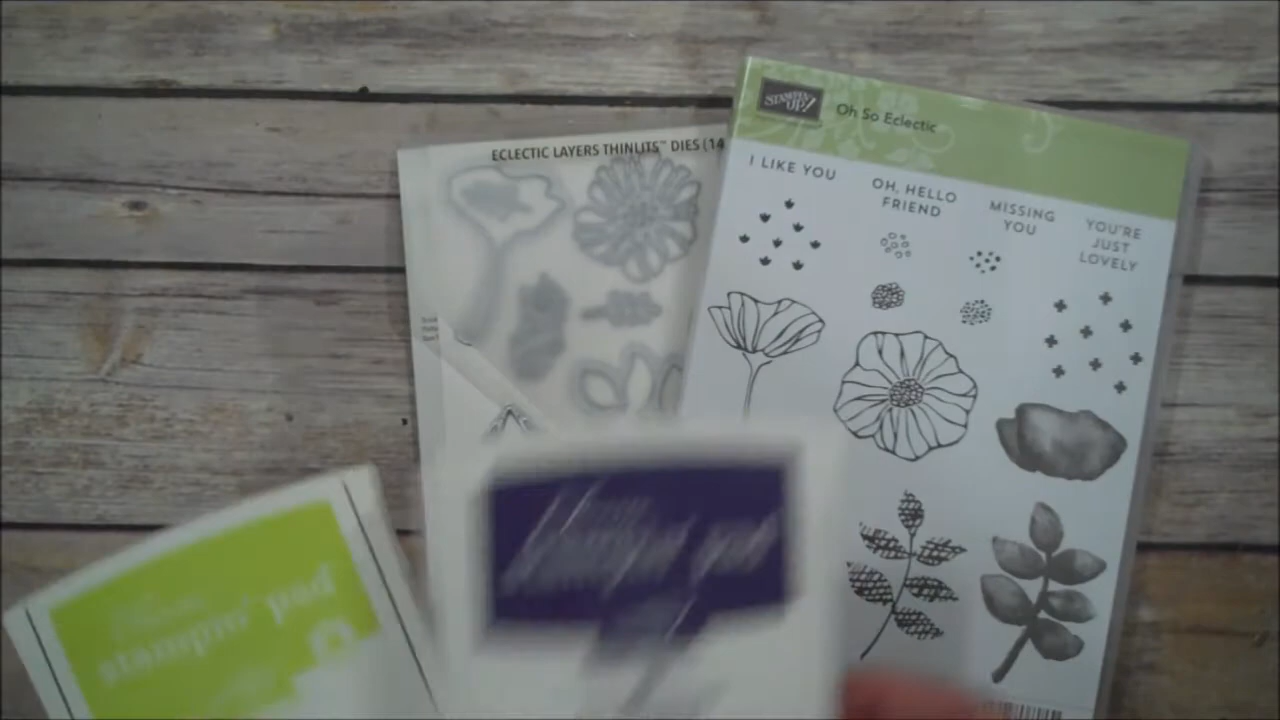 ECLECTIC LAYERS THINLITS™ DIES (14
STAMPIN' UP!
Oh So Eclectic
I LIKE YOU
OH, HELLO
FRIEND
MISSING
YOU
YOU'RE
JUST
LOVELY
stampin' pad